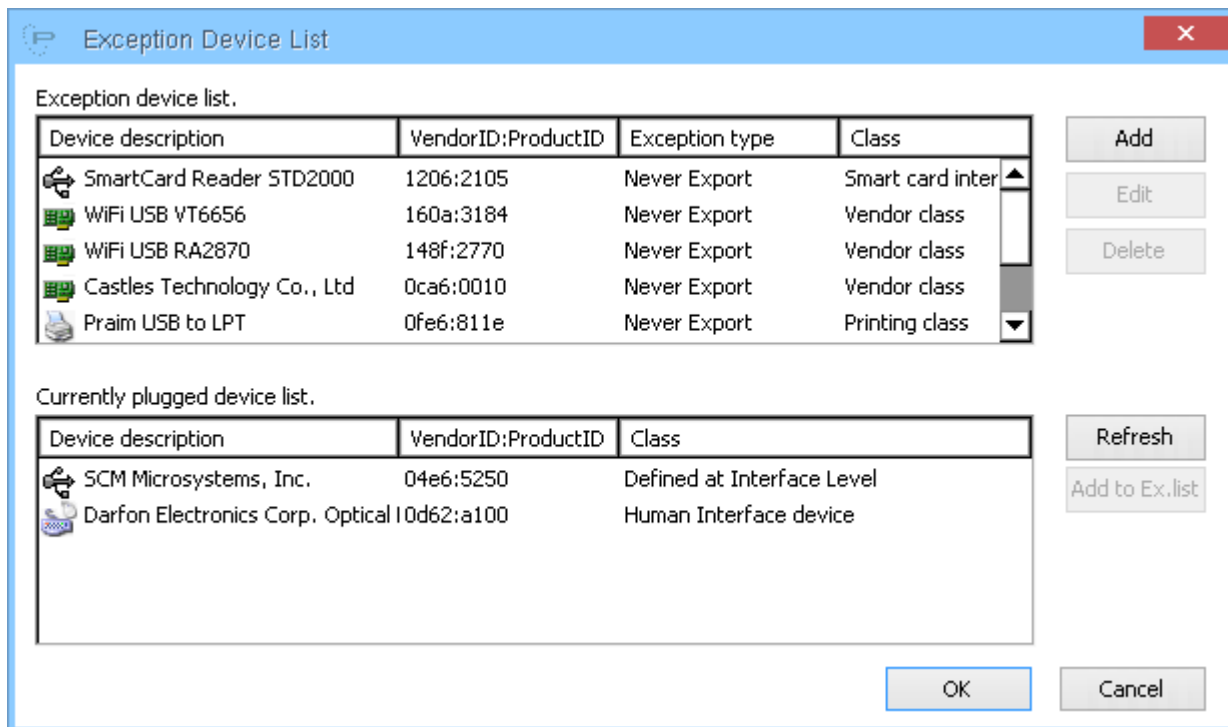 Exception Device List
Exception device list.
Device description VendorID:ProductID Exception type Class
SmartCard Reader STD2000 1206:2105 Never Export Smart card inter
WiFi USB VT6656 160a:3184 Never Export Vendor class
WiFi USB RA2870 148f:2770 Never Export Vendor class
Castles Technology Co., Ltd 0ca6:0010 Never Export Vendor class
Praim USB to LPT 0fe6:811e Never Export Printing class
Add
Edit
Delete
Currently plugged device list.
Device description VendorID:ProductID Class
SCM Microsystems, Inc. 04e6:5250 Defined at Interface Level
Darfon Electronics Corp. Optical 0d62:a100 Human Interface device
Refresh
Add to Ex.list
OK Cancel